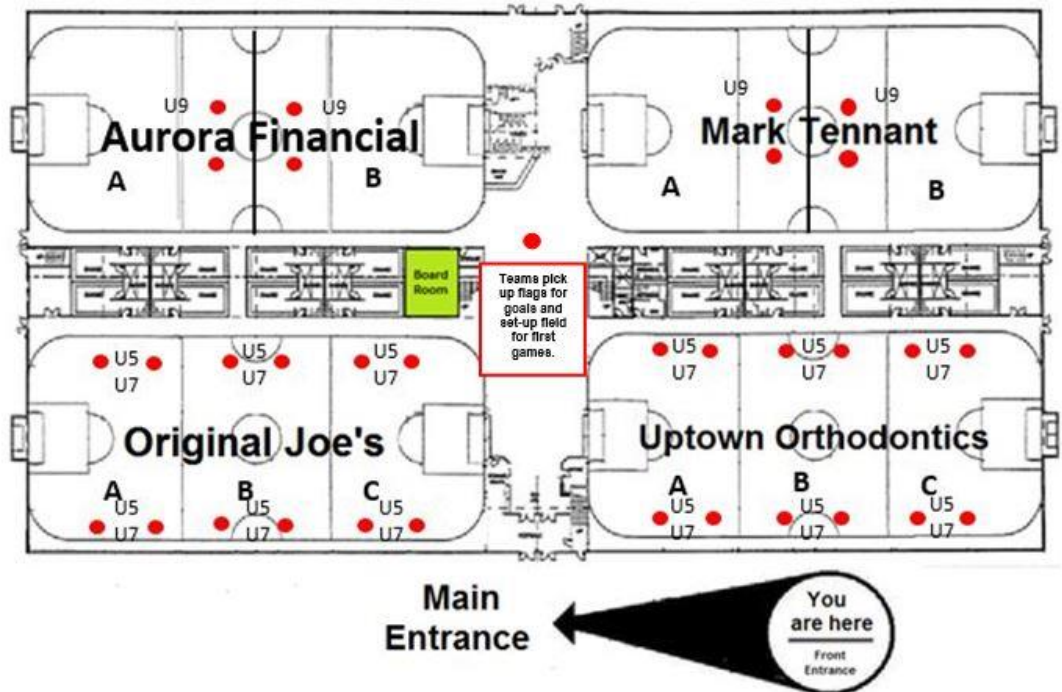 U9
U9
Aurora Financial
A
B
U9
U9
Mark Tennant
A
B
Board
Room
Teams pick
up flags for
goals and
set-up field
for first
games.
U5
U7
U5
U7
U5
U7
Original Joe's
A
B
C
U5
U7
U5
U7
U5
U7
U5
U7
U5
U7
U5
U7
Uptown Orthodontics
A
B
C
U5
U7
U5
U7
U5
U7
Main
Entrance
You
are here
Front
Entrance